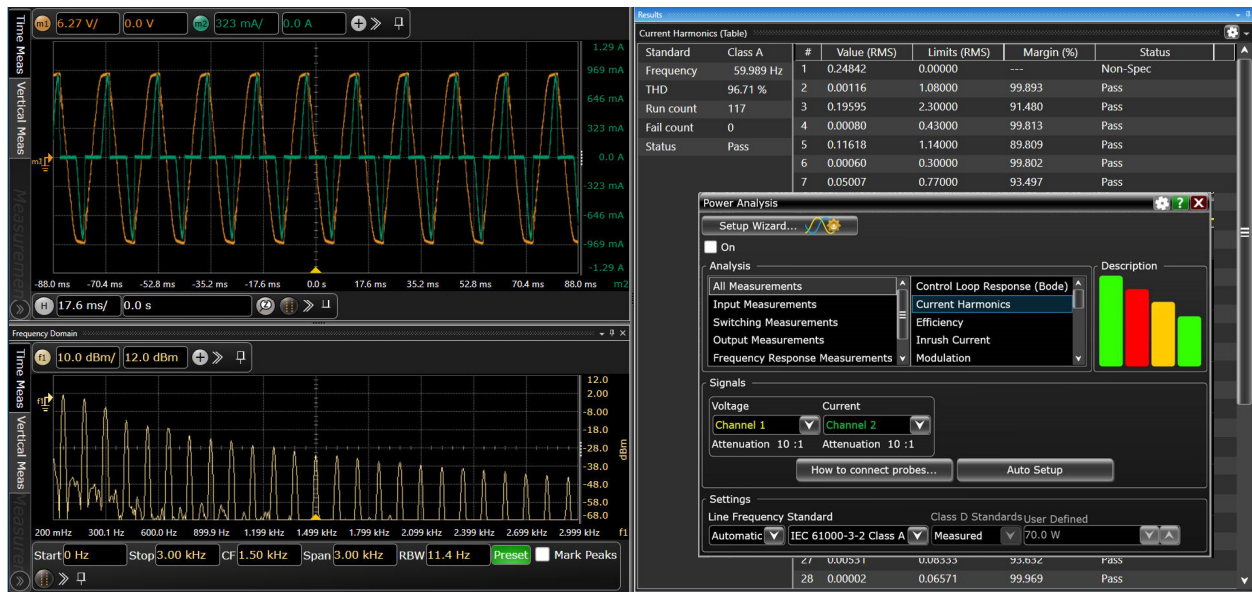 m1 6.27 V/ 0.0 V m2 323 mA/ 0.0 A
Time Meas
Vertical Meas
Measurements
1.29 A
969 mA
646 mA
323 mA
0.0 A
-323 mA
-646 mA
-969 mA
-1.29 A
m1
-88.0 ms -70.4 ms -52.8 ms -35.2 ms -17.6 ms 0.0 s 17.6 ms 35.2 ms 52.8 ms 70.4 ms 88.0 ms m2
H 17.6 ms/ 0.0 s
Frequency Domain
f1 10.0 dBm/ 12.0 dBm
Time Meas
Vertical Meas
12.0
2.00
-8.00
-18.0
-28.0
-38.0
-48.0
-58.0
-68.0
dBm
f1
200 mHz 300.1 Hz 600.0 Hz 899.9 Hz 1.199 kHz 1.499 kHz 1.799 kHz 2.099 kHz 2.399 kHz 2.699 kHz 2.999 kHz f1
Start 0 Hz Stop 3.00 kHz CF 1.50 kHz Span 3.00 kHz RBW 11.4 Hz Preset Mark Peaks
Results
Current Harmonics (Table)
Standard Class A
Frequency 59.989 Hz
THD 96.71 %
Run count 117
Fail count 0
Status Pass
# Value (RMS) Limits (RMS) Margin (%) Status
1 0.24842 0.00000 --- Non-Spec
2 0.00116 1.08000 99.893 Pass
3 0.19595 2.30000 91.480 Pass
4 0.00080 0.43000 99.813 Pass
5 0.11618 1.14000 89.809 Pass
6 0.00060 0.30000 99.802 Pass
7 0.05007 0.77000 93.497 Pass
Power Analysis ? X
Setup Wizard...
On
Analysis
All Measurements
Input Measurements
Switching Measurements
Output Measurements
Frequency Response Measurements
Control Loop Response (Bode)
Current Harmonics
Efficiency
Inrush Current
Modulation
Description
Signals
Voltage Current
Channel 1 Channel 2
Attenuation 10 :1 Attenuation 10 :1
How to connect probes... Auto Setup
Settings
Line Frequency Standard Class D Standards User Defined
Automatic IEC 61000-3-2 Class A Measured 70.0 W
27 0.00531 0.08333 93.632 Pass
28 0.00002 0.06571 99.969 Pass